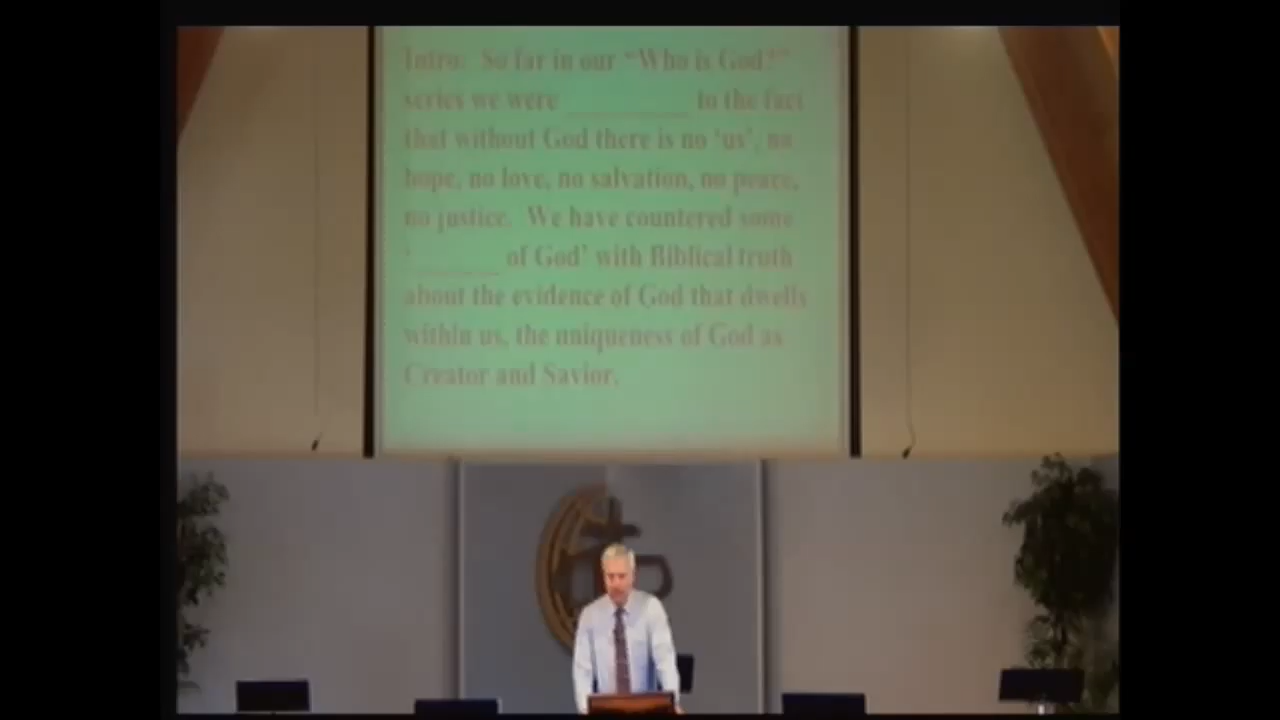 Intro: So far in our “Who is God?”
series we were __________ to the fact
that without God there is no ‘us’, no
hope, no love, no salvation, no peace,
no justice. We have countered some
‘_______ of God’ with Biblical truth
about the evidence of God that dwells
within us, the uniqueness of God as
Creator and Savior.